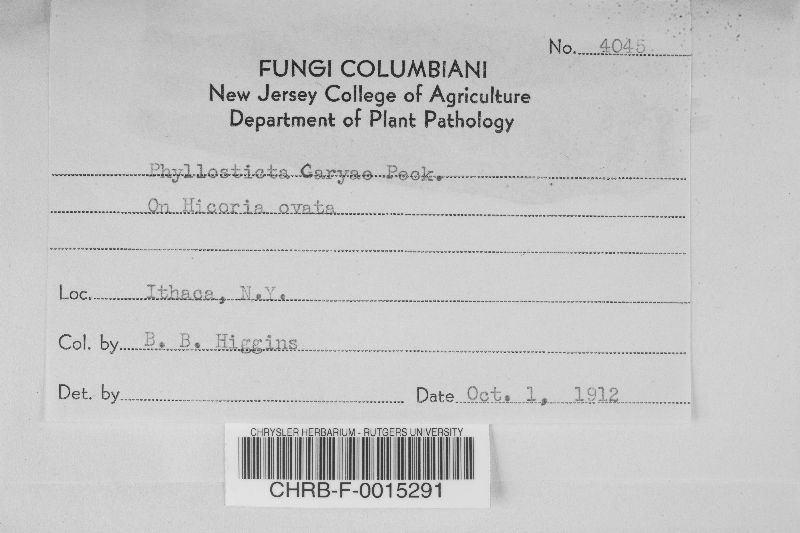 No. 4045
FUNGI COLUMBIANI
New Jersey College of Agriculture
Department of Plant Pathology
Phyllosticta Caryae Peck.
On Hicoria ovata
Loc. Ithaca, N.Y.
Col. by B. B. Higgins
Det. by
Date Oct. 1, 1912
CHRYSLER HERBARIUM - RUTGERS UNIVERSITY
CHRB-F-0015291